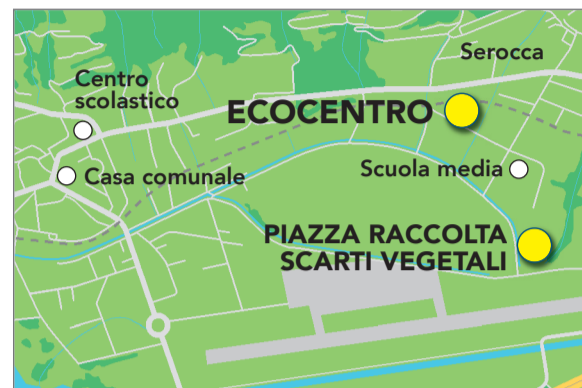 Serocca
Centro
scolastico
ECOCENTRO
Scuola media
Casa comunale
PIAZZA RACCOLTA
SCARTI VEGETALI